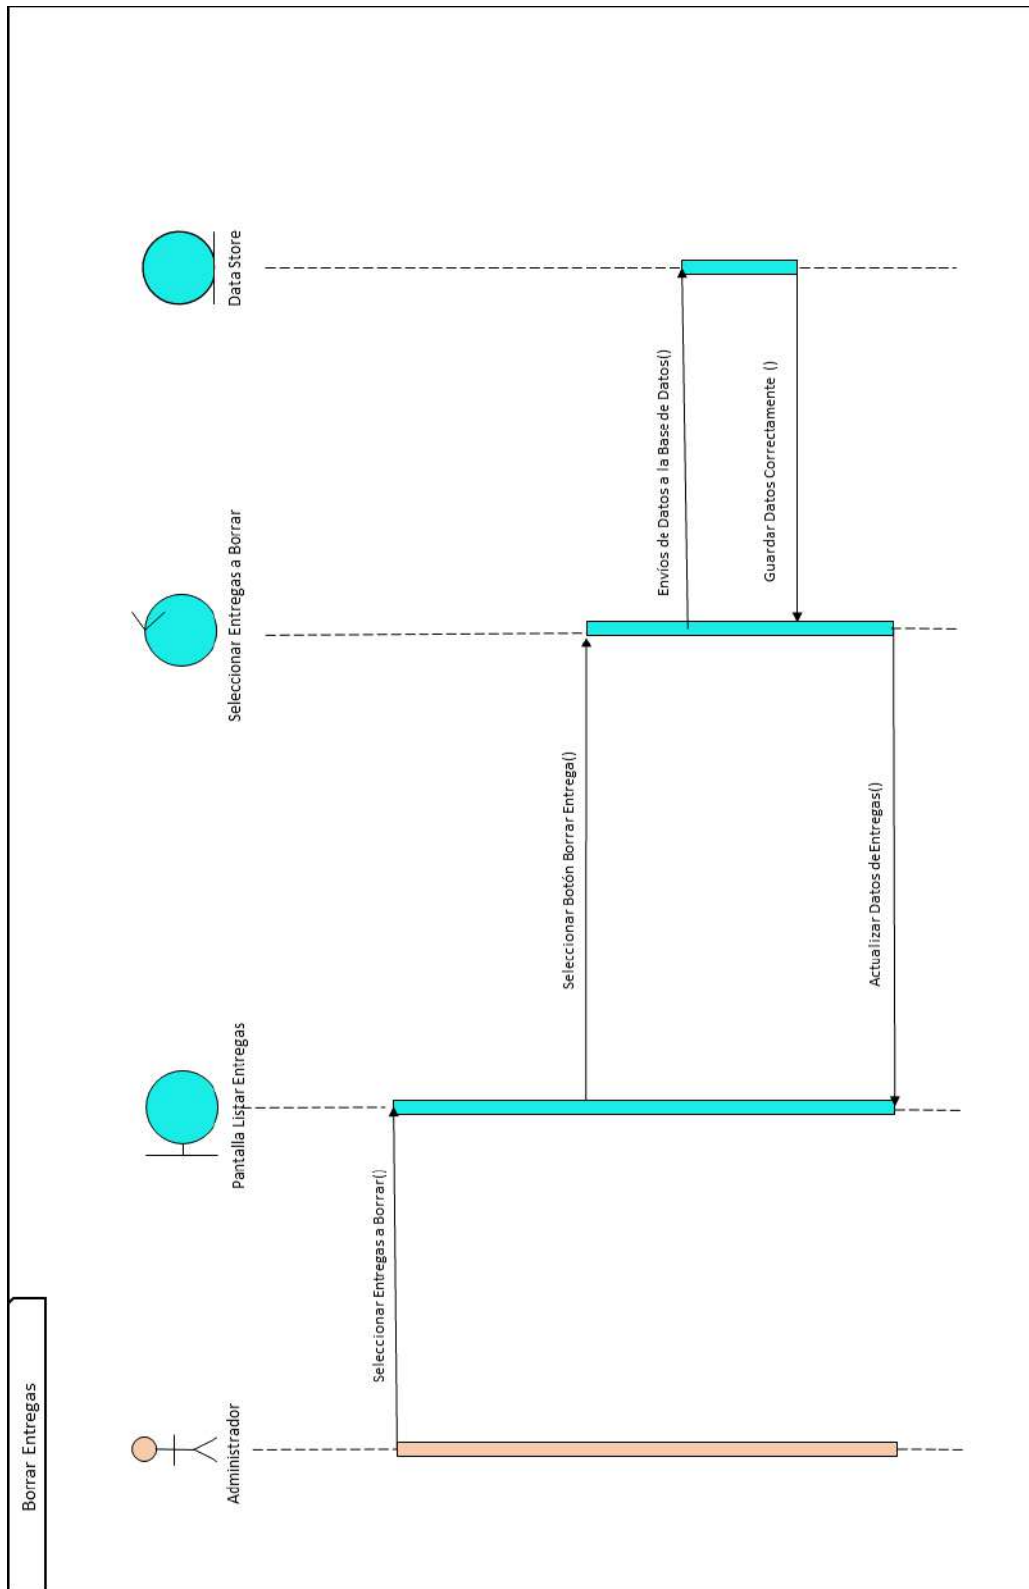 Borrar Entregas
Administrador
Pantalla Listar Entregas
Seleccionar Entregas a Borrar
Data Store
Seleccionar Entregas a Borrar()
Seleccionar Botón Borrar Entrega()
Envíos de Datos a la Base de Datos()
Guardar Datos Correctamente ()
Actualizar Datos de Entregas()